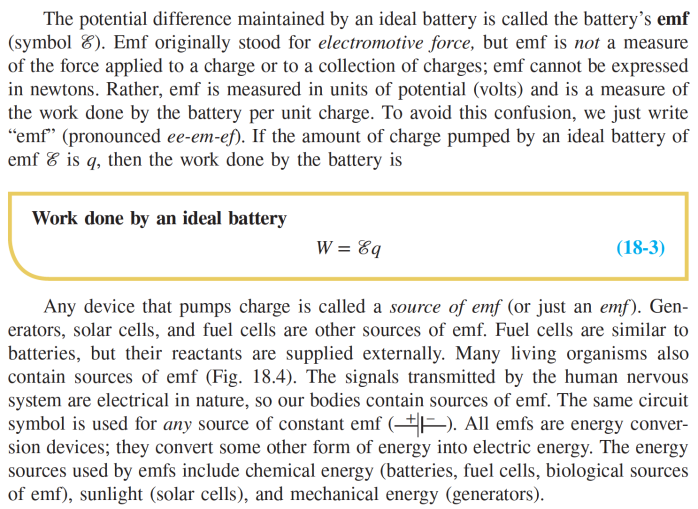 The potential difference maintained by an ideal battery is called the battery's emf
(symbol ℰ). Emf originally stood for electromotive force, but emf is not a measure
of the force applied to a charge or to a collection of charges; emf cannot be expressed
in newtons. Rather, emf is measured in units of potential (volts) and is a measure of
the work done by the battery per unit charge. To avoid this confusion, we just write
“emf” (pronounced ee-em-ef). If the amount of charge pumped by an ideal battery of
emf ℰ is q, then the work done by the battery is
Work done by an ideal battery
W = ℰq (18-3)
Any device that pumps charge is called a source of emf (or just an emf). Gen-
erators, solar cells, and fuel cells are other sources of emf. Fuel cells are similar to
batteries, but their reactants are supplied externally. Many living organisms also
contain sources of emf (Fig. 18.4). The signals transmitted by the human nervous
system are electrical in nature, so our bodies contain sources of emf. The same circuit
symbol is used for any source of constant emf (+|−). All emfs are energy conver-
sion devices; they convert some other form of energy into electric energy. The energy
sources used by emfs include chemical energy (batteries, fuel cells, biological sources
of emf), sunlight (solar cells), and mechanical energy (generators).